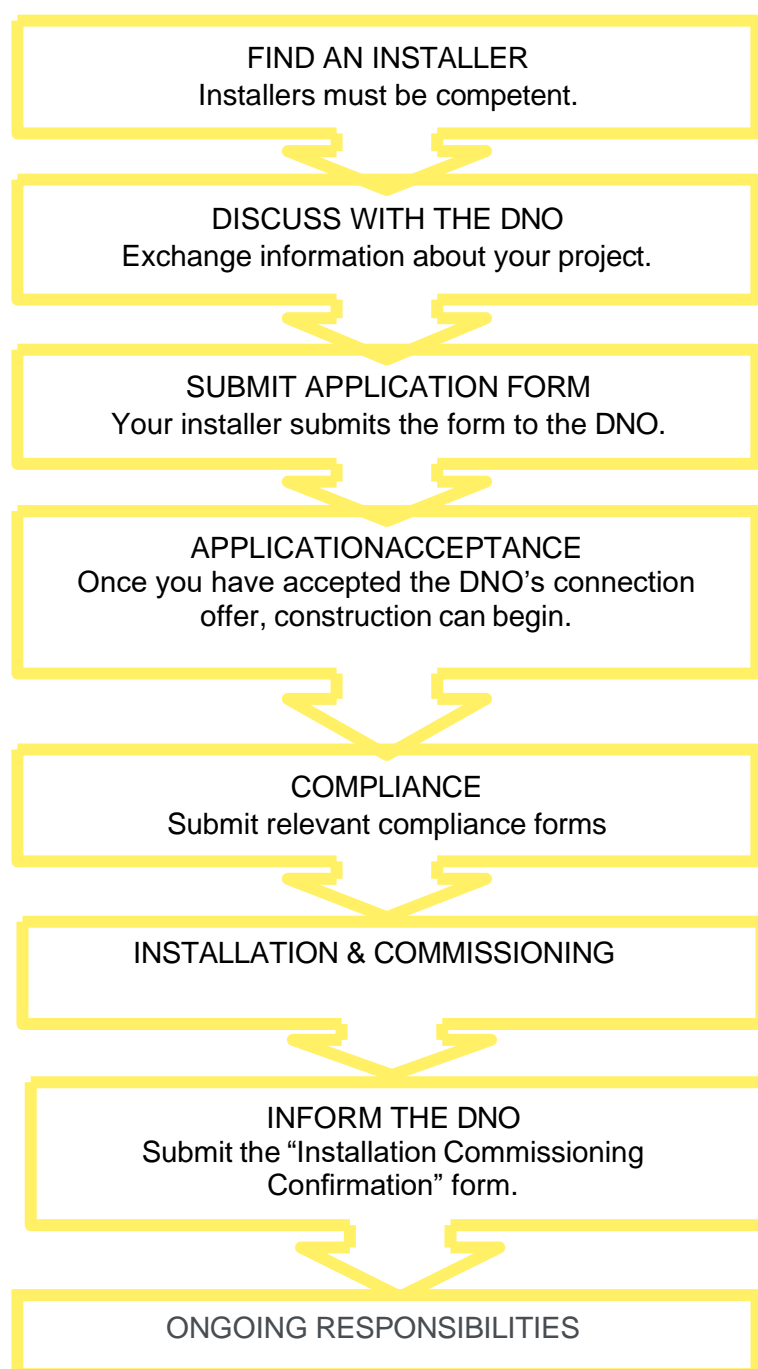 FIND AN INSTALLER
Installers must be competent.
DISCUSS WITH THE DNO
Exchange information about your project.
SUBMIT APPLICATION FORM
Your installer submits the form to the DNO.
APPLICATIONACCEPTANCE
Once you have accepted the DNO’s connection
offer, construction can begin.
COMPLIANCE
Submit relevant compliance forms
INSTALLATION & COMMISSIONING
INFORM THE DNO
Submit the “Installation Commissioning
Confirmation” form.
ONGOING RESPONSIBILITIES